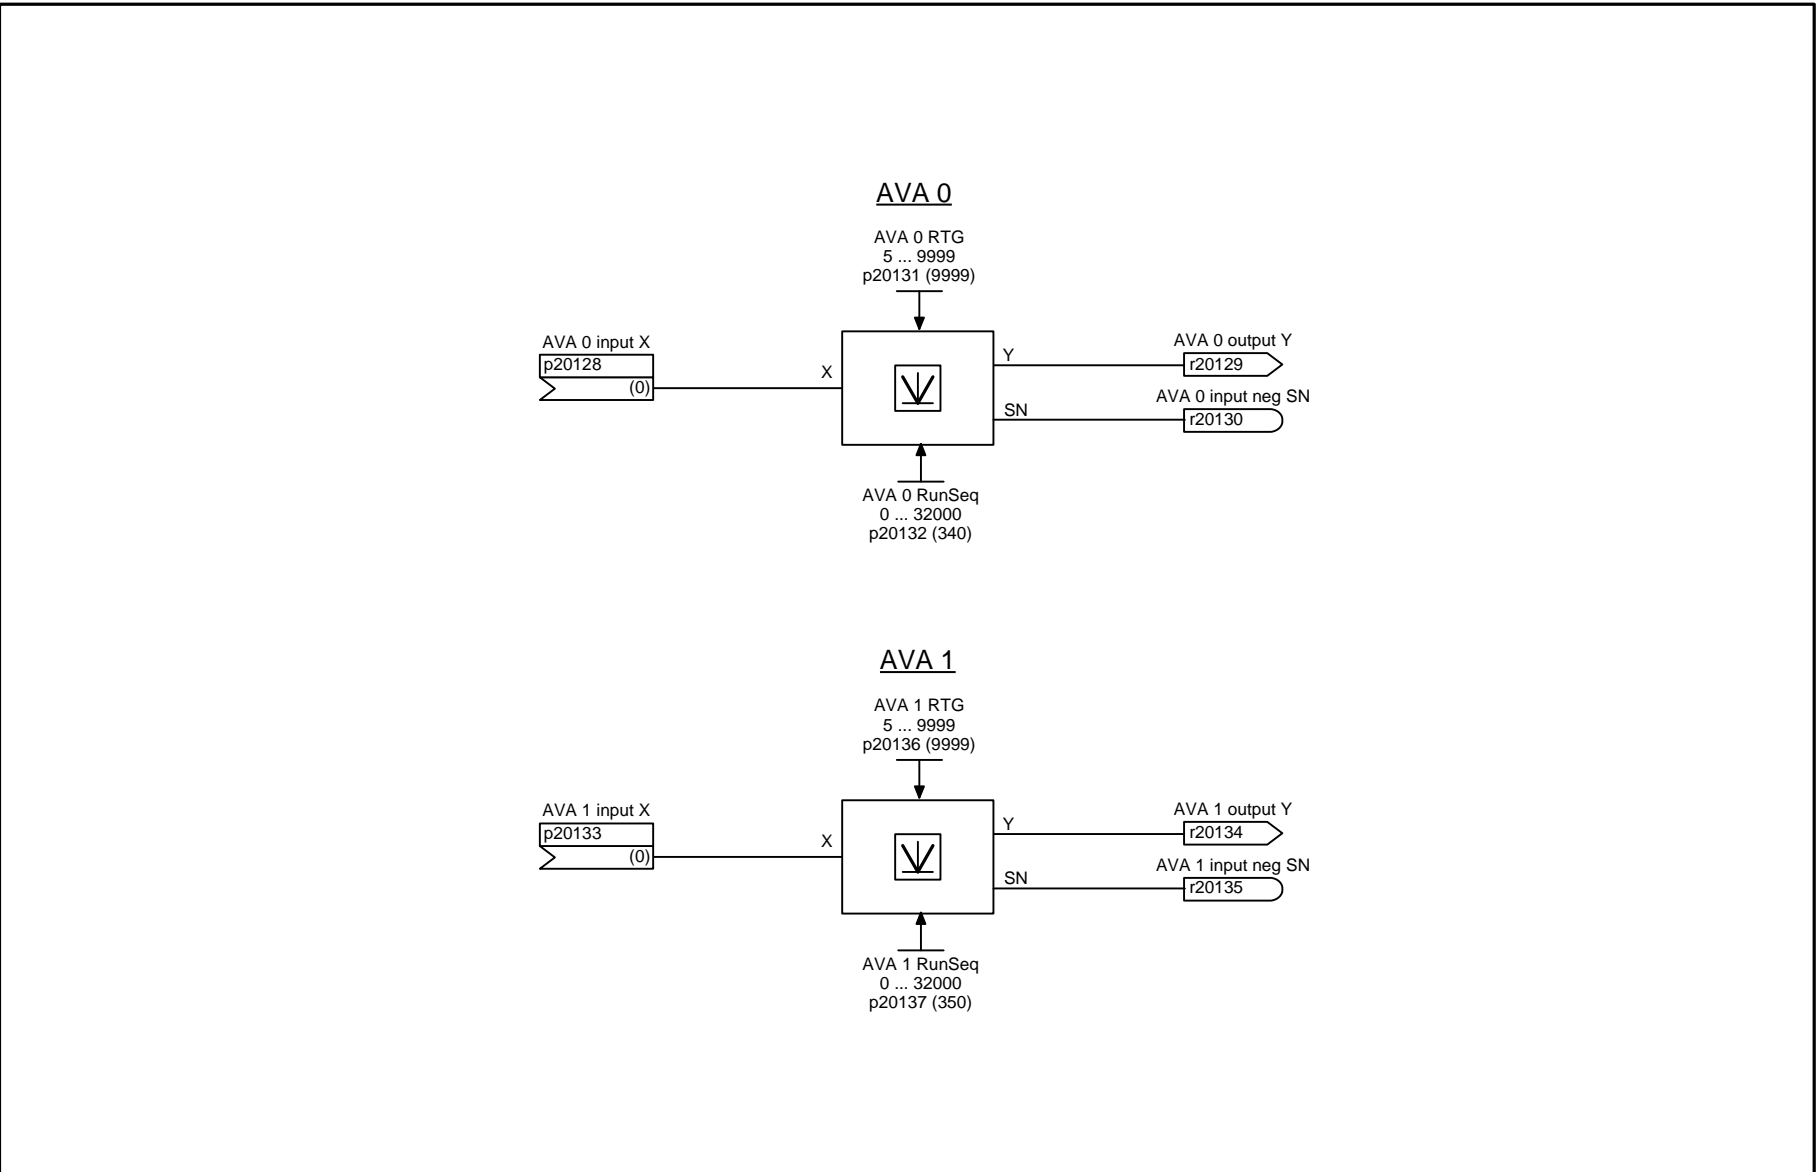 AVA 0
AVA 0 RTG
5 ... 9999
p20131 (9999)
AVA 0 input X
p20128
(0)
X
Y
SN
AVA 0 output Y
r20129
AVA 0 input neg SN
r20130
AVA 0 RunSeq
0 ... 32000
p20132 (340)
AVA 1
AVA 1 RTG
5 ... 9999
p20136 (9999)
AVA 1 input X
p20133
(0)
X
Y
SN
AVA 1 output Y
r20134
AVA 1 input neg SN
r20135
AVA 1 RunSeq
0 ... 32000
p20137 (350)